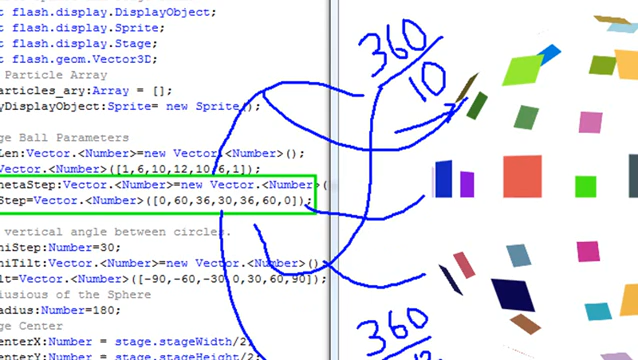 t flash.display.DisplayObject;
t flash.display.Sprite;
t flash.display.Stage;
t flash.geom.Vector3D;
Particle Array
articles_ary:Array = [];
yDisplayObject:Sprite= new Sprite();
ge Ball Parameters
Len:Vector.<Number>=new Vector.<Number>();
Vector.<Number>([1,6,10,12,10,6,1]);
hetaStep:Vector.<Number>=new Vector.<Number>(
Step=Vector.<Number>([0,60,36,30,36,60,0]);
vertical angle between circles.
hiStep:Number=30;
hiTilt:Vector.<Number>=new Vector.<Number>()
lt=Vector.<Number>([-90,-60,-30,0,30,60,90]);
iusious of the Sphere
adius:Number=180;
age Center
enterX:Number = stage.stageWidth/2;
enterY:Number = stage.stageHeight/2;
360
10
360